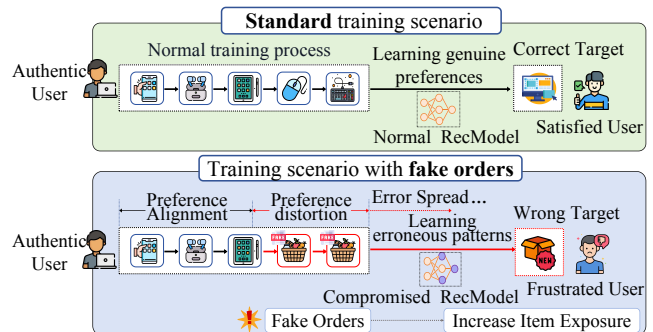 Standard training scenario
Normal training process
Learning genuine
preferences
Correct Target
Authentic
User
Normal RecModel
Satisfied User
Training scenario with fake orders
Preference
Alignment
Preference
distortion
Error Spread...
Learning
erroneous patterns
Wrong Target
Authentic
User
NEW
Compromised RecModel
Frustrated User
Fake Orders
Increase Item Exposure